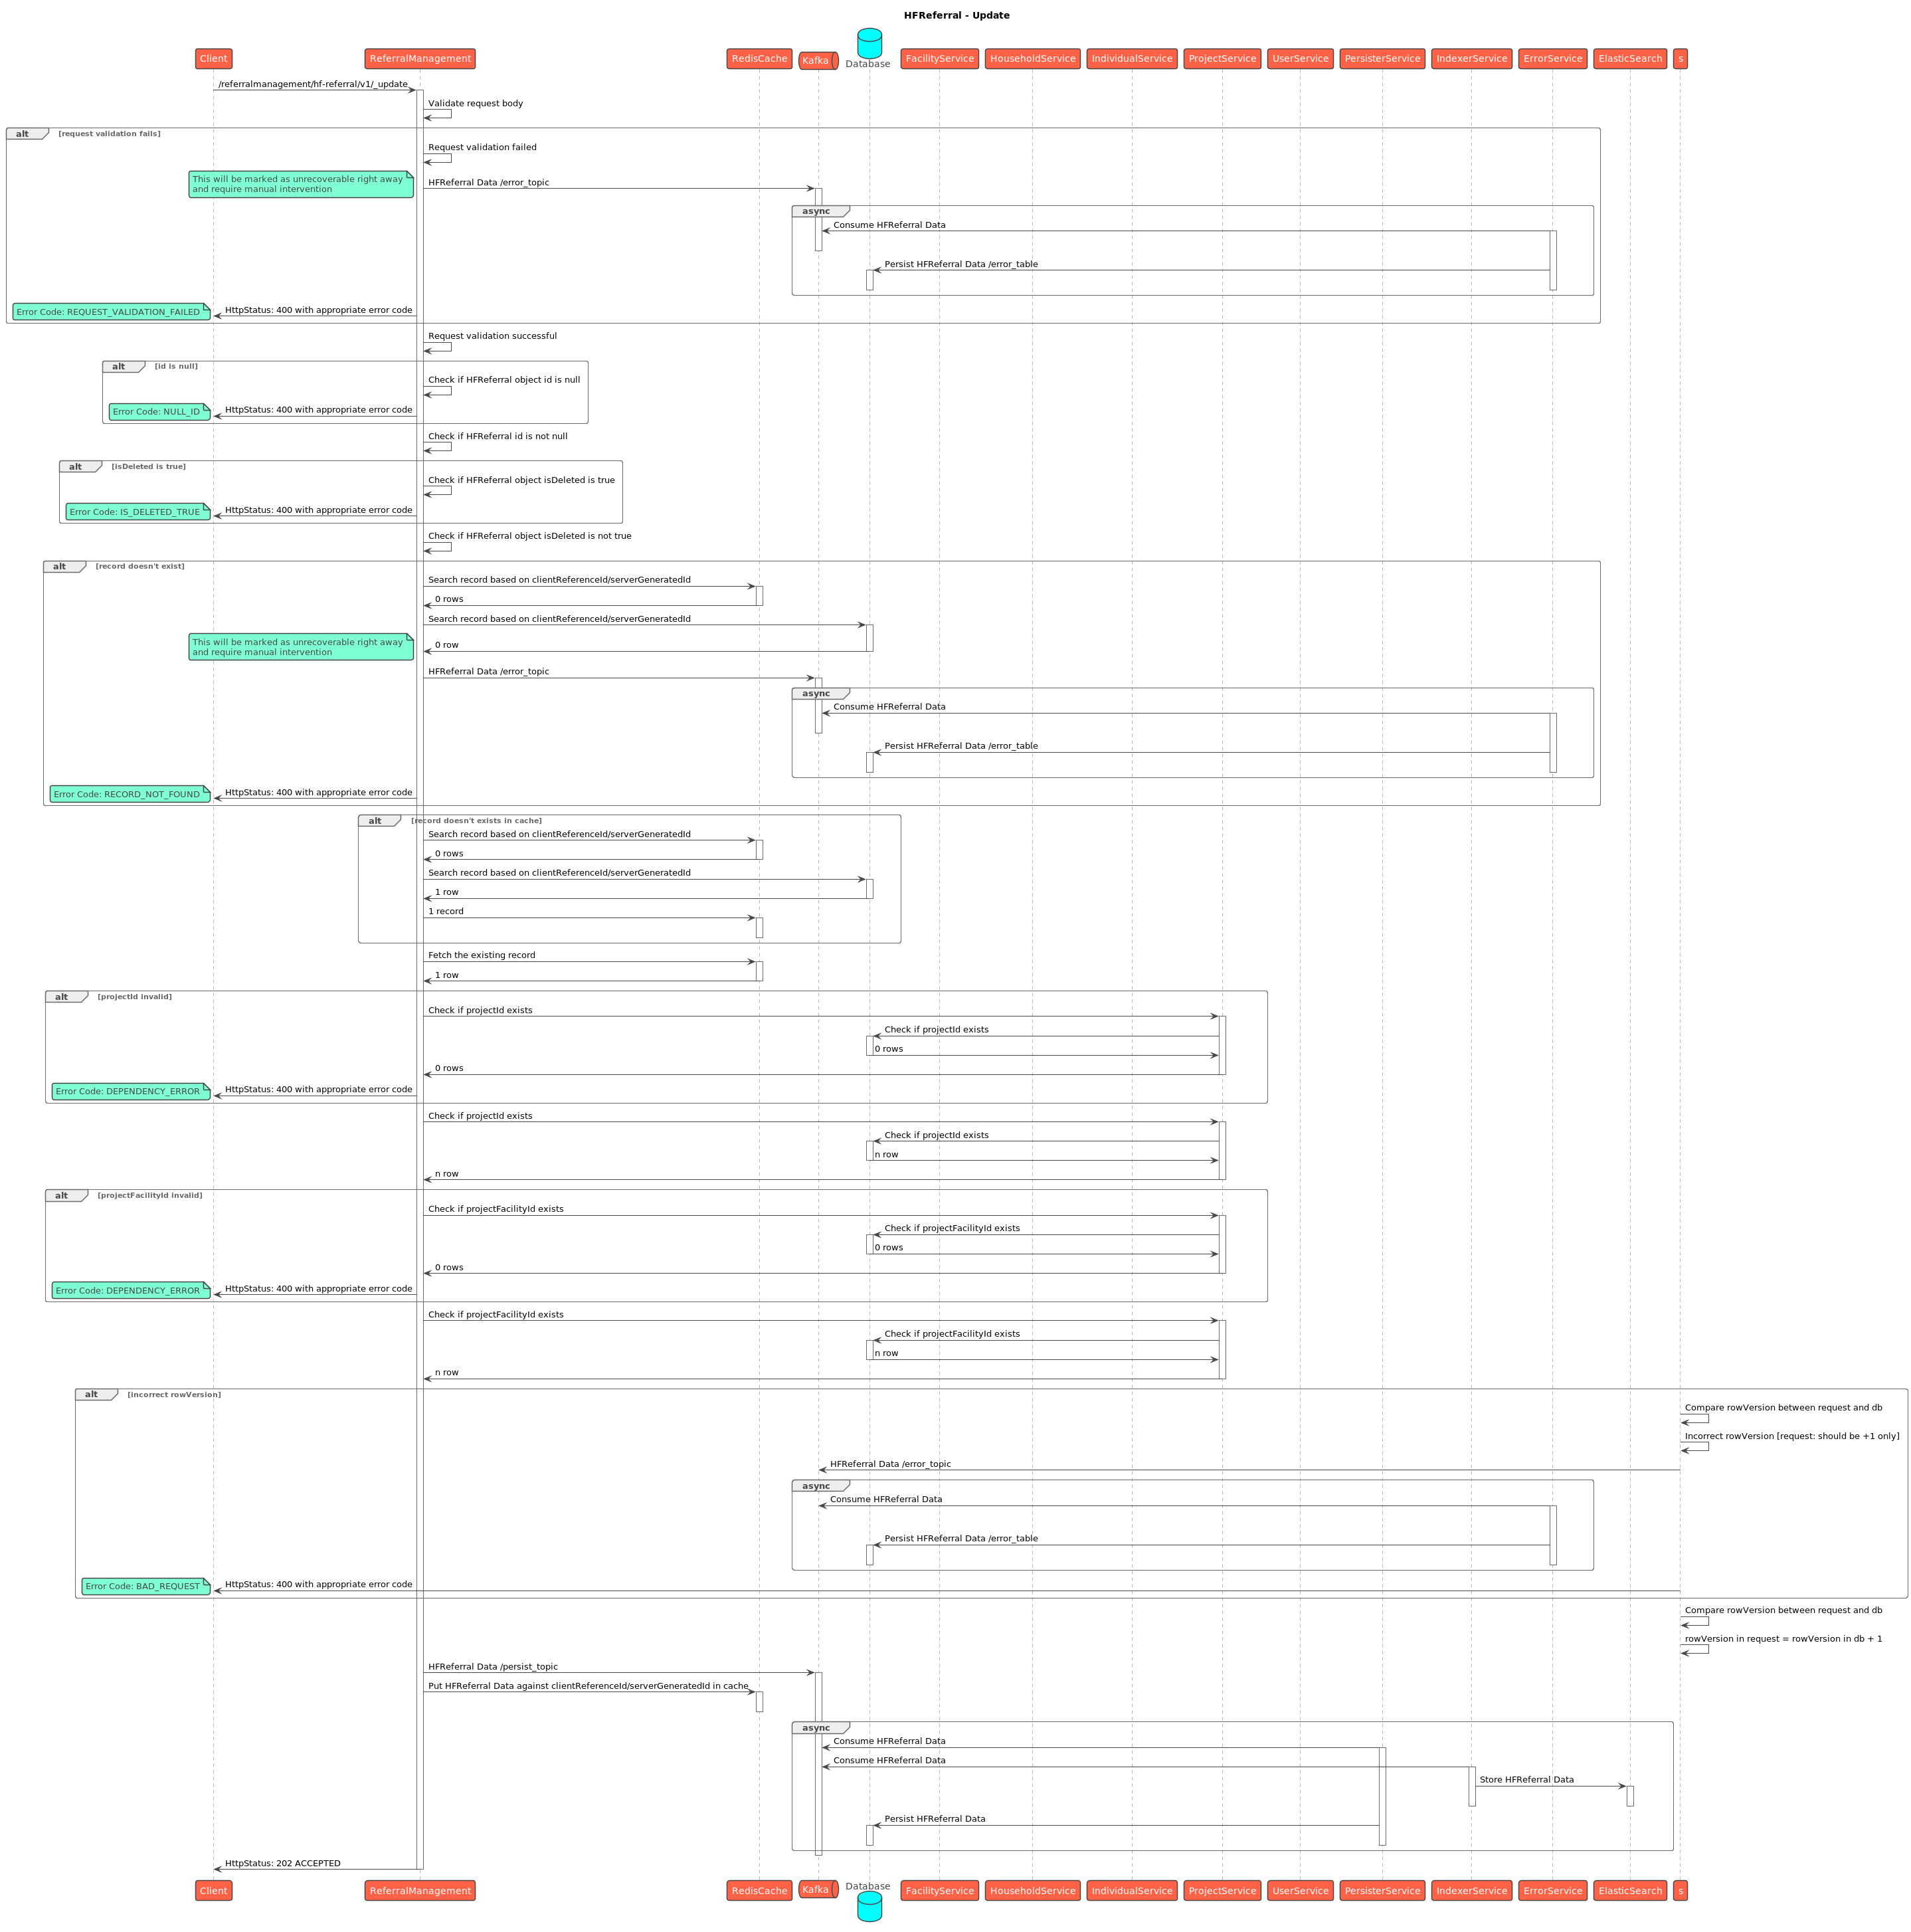 HFReferral - Update
Client
ReferralManagement
RedisCache
Kafka
Database
FacilityService
HouseholdService
IndividualService
ProjectService
UserService
PersisterService
IndexerService
ErrorService
ElasticSearch
s
/referralmanagement/hf-referral/v1/_update
Validate request body
alt [request validation fails]
Request validation failed
This will be marked as unrecoverable right away
and require manual intervention
HFReferral Data /error_topic
async
Consume HFReferral Data
Persist HFReferral Data /error_table
Error Code: REQUEST_VALIDATION_FAILED
HttpStatus: 400 with appropriate error code
Request validation successful
alt [id is null]
Check if HFReferral object id is null
Error Code: NULL_ID
HttpStatus: 400 with appropriate error code
Check if HFReferral id is not null
alt [isDeleted is true]
Check if HFReferral object isDeleted is true
Error Code: IS_DELETED_TRUE
HttpStatus: 400 with appropriate error code
Check if HFReferral object isDeleted is not true
alt [record doesn't exist]
Search record based on clientReferenceId/serverGeneratedId
0 rows
Search record based on clientReferenceId/serverGeneratedId
This will be marked as unrecoverable right away
and require manual intervention
0 row
HFReferral Data /error_topic
async
Consume HFReferral Data
Persist HFReferral Data /error_table
Error Code: RECORD_NOT_FOUND
HttpStatus: 400 with appropriate error code
alt [record doesn't exists in cache]
Search record based on clientReferenceId/serverGeneratedId
0 rows
Search record based on clientReferenceId/serverGeneratedId
1 row
1 record
Fetch the existing record
1 row
alt [projectId invalid]
Check if projectId exists
Check if projectId exists
0 rows
0 rows
Error Code: DEPENDENCY_ERROR
HttpStatus: 400 with appropriate error code
Check if projectId exists
Check if projectId exists
n row
n row
alt [projectFacilityId invalid]
Check if projectFacilityId exists
Check if projectFacilityId exists
0 rows
0 rows
Error Code: DEPENDENCY_ERROR
HttpStatus: 400 with appropriate error code
Check if projectFacilityId exists
Check if projectFacilityId exists
n row
n row
alt [incorrect rowVersion]
Compare rowVersion between request and db
Incorrect rowVersion [request: should be +1 only]
HFReferral Data /error_topic
async
Consume HFReferral Data
Persist HFReferral Data /error_table
Error Code: BAD_REQUEST
HttpStatus: 400 with appropriate error code
Compare rowVersion between request and db
rowVersion in request = rowVersion in db + 1
HFReferral Data /persist_topic
Put HFReferral Data against clientReferenceId/serverGeneratedId in cache
async
Consume HFReferral Data
Consume HFReferral Data
Store HFReferral Data
Persist HFReferral Data
HttpStatus: 202 ACCEPTED
Client
ReferralManagement
RedisCache
Kafka
Database
FacilityService
HouseholdService
IndividualService
ProjectService
UserService
PersisterService
IndexerService
ErrorService
ElasticSearch
s